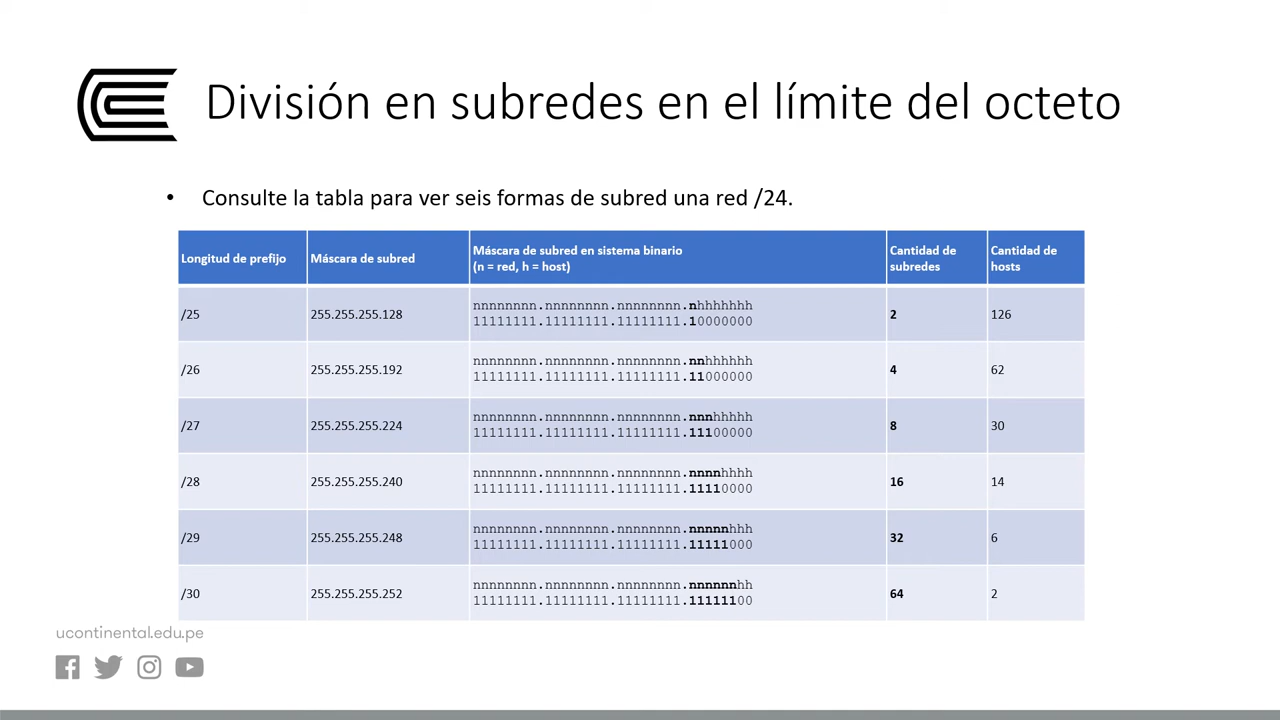 División en subredes en el límite del octeto
• Consulte la tabla para ver seis formas de subred una red /24.
Longitud de prefijo
Máscara de subred
Máscara de subred en sistema binario
(n = red, h = host)
Cantidad de
subredes
Cantidad de
hosts
/25
255.255.255.128
nnnnnnnn.nnnnnnnn.nnnnnnnn.nhhhhhhh
11111111.11111111.11111111.10000000
2
126
/26
255.255.255.192
nnnnnnnn.nnnnnnnn.nnnnnnnn.nnhhhhhh
11111111.11111111.11111111.11000000
4
62
/27
255.255.255.224
nnnnnnnn.nnnnnnnn.nnnnnnnn.nnnhhhhh
11111111.11111111.11111111.11100000
8
30
/28
255.255.255.240
nnnnnnnn.nnnnnnnn.nnnnnnnn.nnnnhhhh
11111111.11111111.11111111.11110000
16
14
/29
255.255.255.248
nnnnnnnn.nnnnnnnn.nnnnnnnn.nnnnnhhh
11111111.11111111.11111111.11111000
32
6
/30
255.255.255.252
nnnnnnnn.nnnnnnnn.nnnnnnnn.nnnnnnhh
11111111.11111111.11111111.11111100
64
2
ucontinental.edu.pe